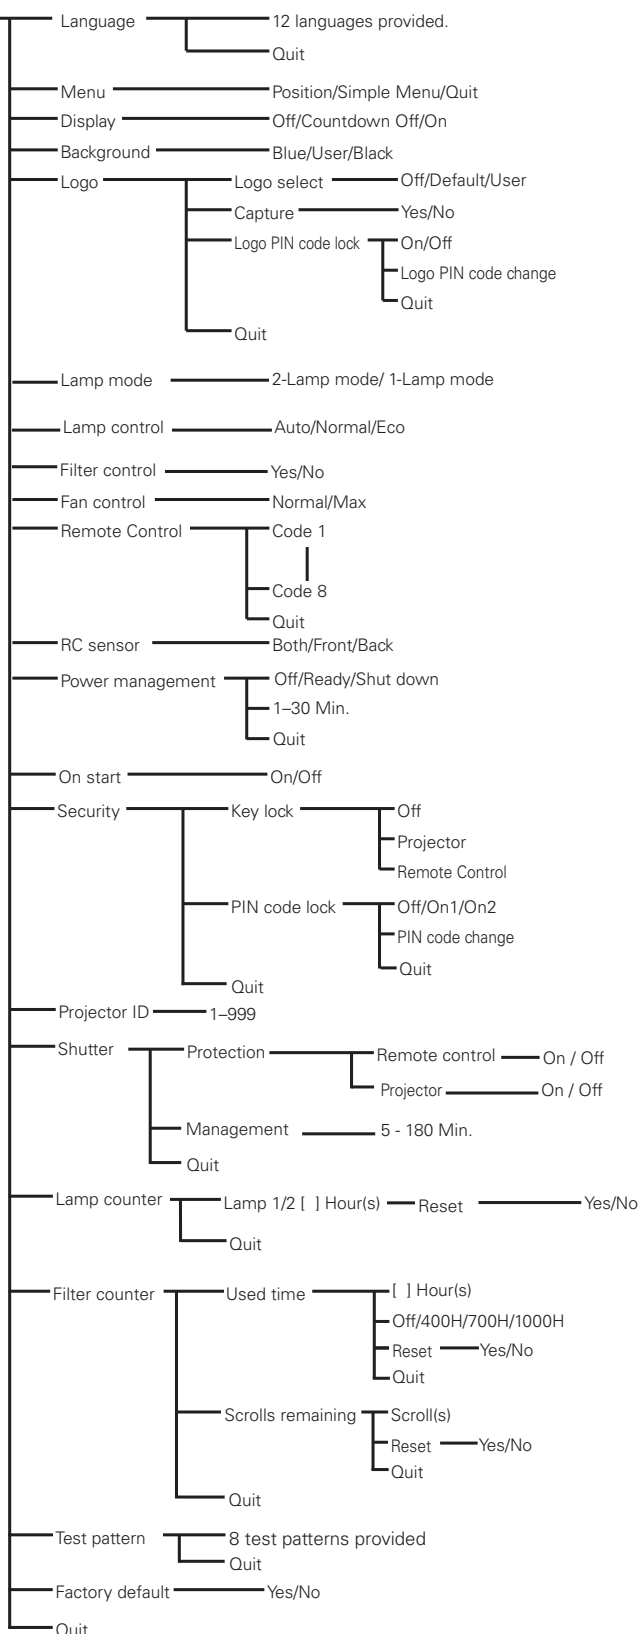 Language 12 languages provided.
Quit
Menu Position/Simple Menu/Quit
Display Off/Countdown Off/On
Background Blue/User/Black
Logo Logo select Off/Default/User
Capture Yes/No
Logo PIN code lock On/Off
Logo PIN code change
Quit
Quit
Lamp mode 2-Lamp mode/ 1-Lamp mode
Lamp control Auto/Normal/Eco
Filter control Yes/No
Fan control Normal/Max
Remote Control Code 1
Code 8
Quit
RC sensor Both/Front/Back
Power management Off/Ready/Shut down
1–30 Min.
Quit
On start On/Off
Security Key lock Off
Projector
Remote Control
PIN code lock Off/On1/On2
PIN code change
Quit
Quit
Projector ID 1–999
Shutter Protection Remote control On / Off
Projector On / Off
Management 5 - 180 Min.
Quit
Lamp counter Lamp 1/2 [ ] Hour(s) Reset Yes/No
Quit
Filter counter Used time [ ] Hour(s)
Off/400H/700H/1000H
Reset Yes/No
Quit
Scrolls remaining Scroll(s)
Reset Yes/No
Quit
Quit
Test pattern 8 test patterns provided
Quit
Factory default Yes/No
Quit